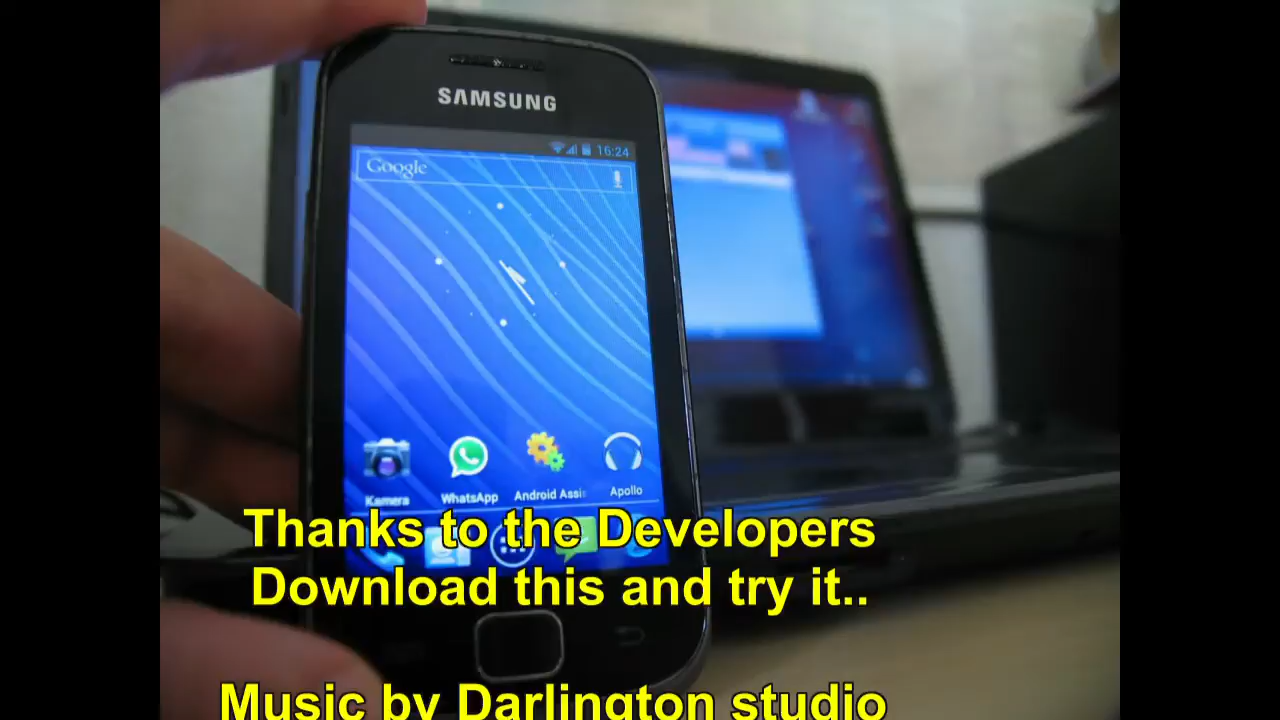 SAMSUNG
16:24
Google
Kamera
WhatsApp
Android Assi
Apollo
Thanks to the Developers
Download this and try it..
Music by Darlington studio